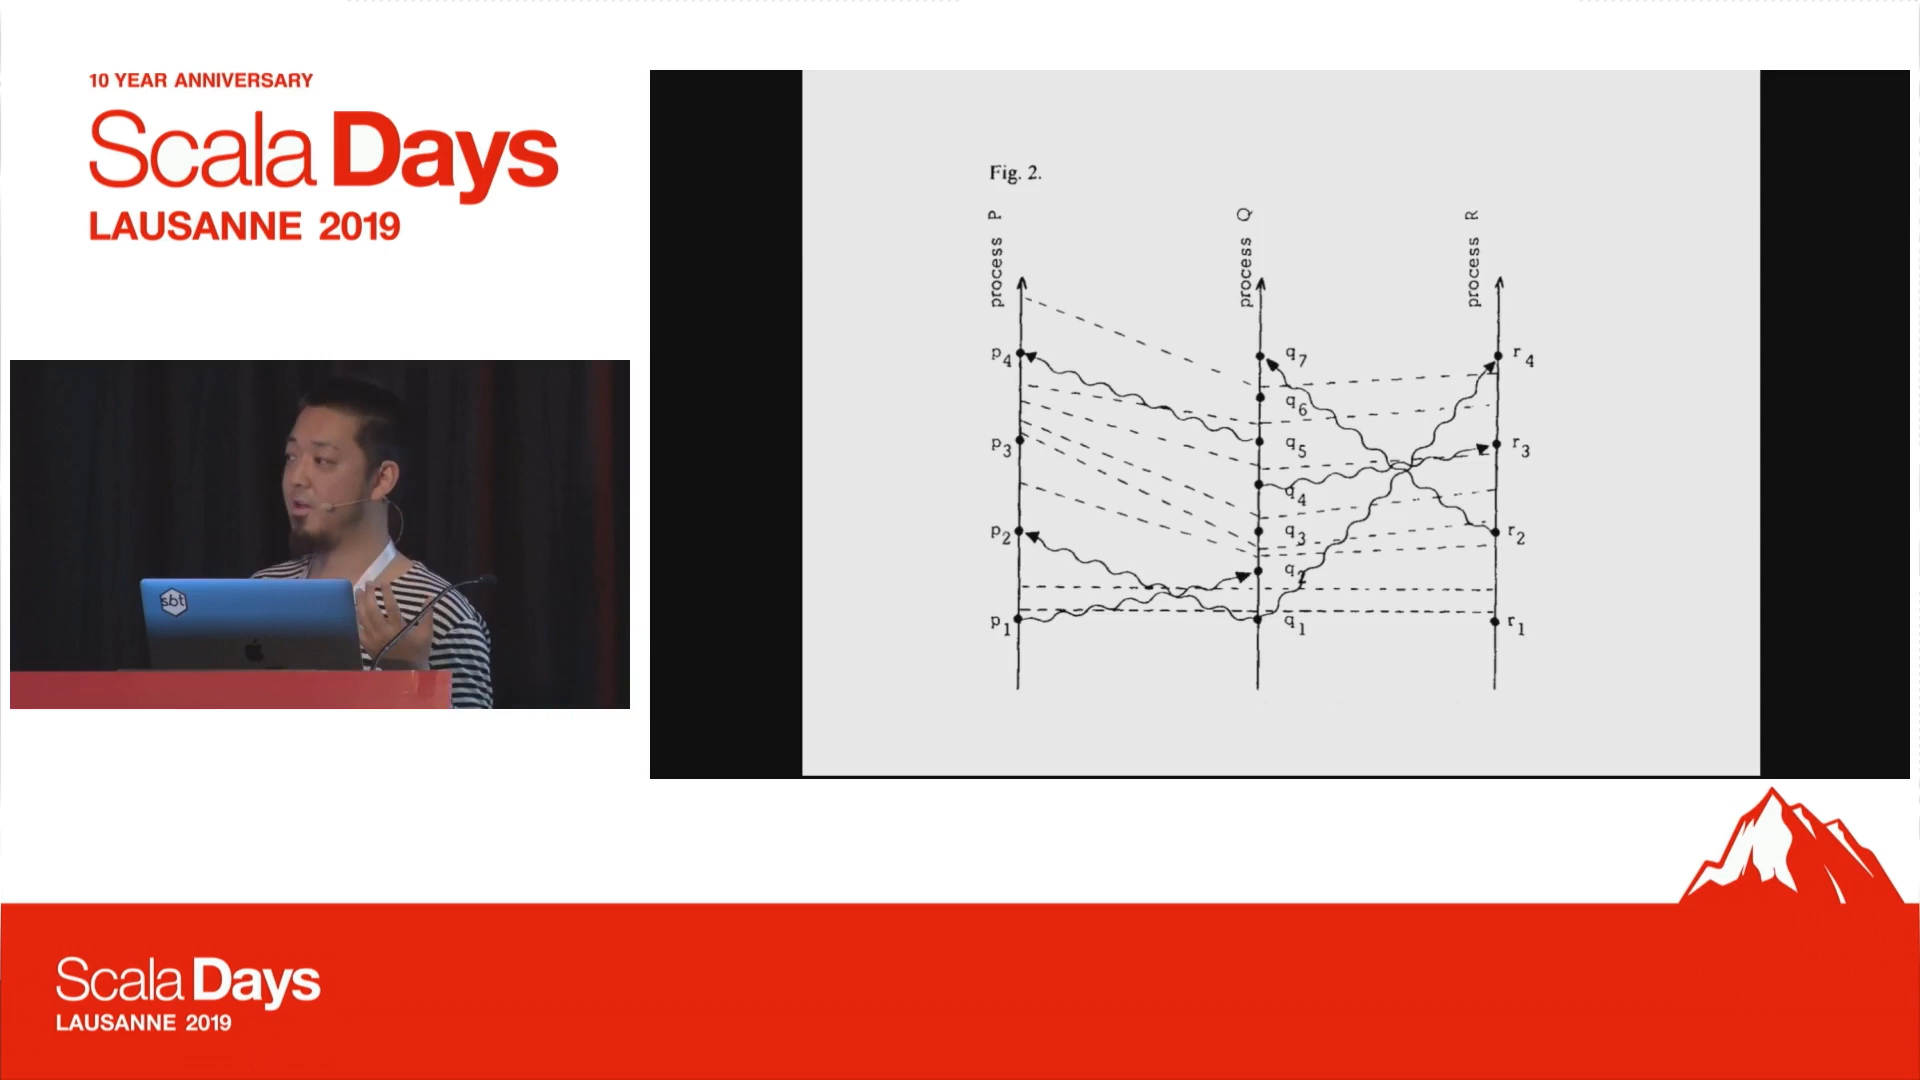 10 YEAR ANNIVERSARY
Scala Days
LAUSANNE 2019
Fig. 2.
process P
process Q
process R
p4
q7
r4
q6
p3
q5
r3
q4
p2
q3
r2
q2
p1
q1
r1
sbt
Scala Days
LAUSANNE 2019